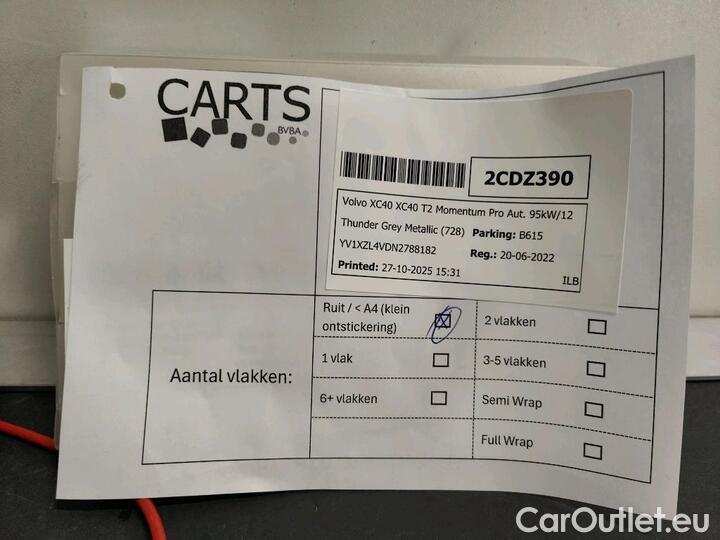 CARTS
BVBA
2CDZ390
Volvo XC40 XC40 T2 Momentum Pro Aut. 95kW/12
Thunder Grey Metallic (728) Parking: B615
YV1XZL4VDN2788182 Reg.: 20-06-2022
Printed: 27-10-2025 15:31
ILB
Aantal vlakken:
Ruit / < A4 (klein
ontstickering)
2 vlakken
1 vlak
3-5 vlakken
6+ vlakken
Semi Wrap
Full Wrap
CarOutlet.eu